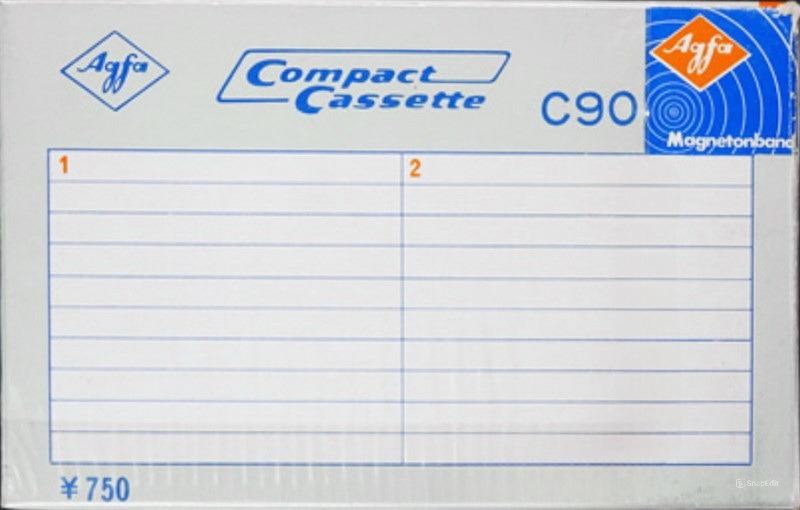 Agfa
Compact
Cassette
C90
Agfa
Magnetonband
1
2
¥750